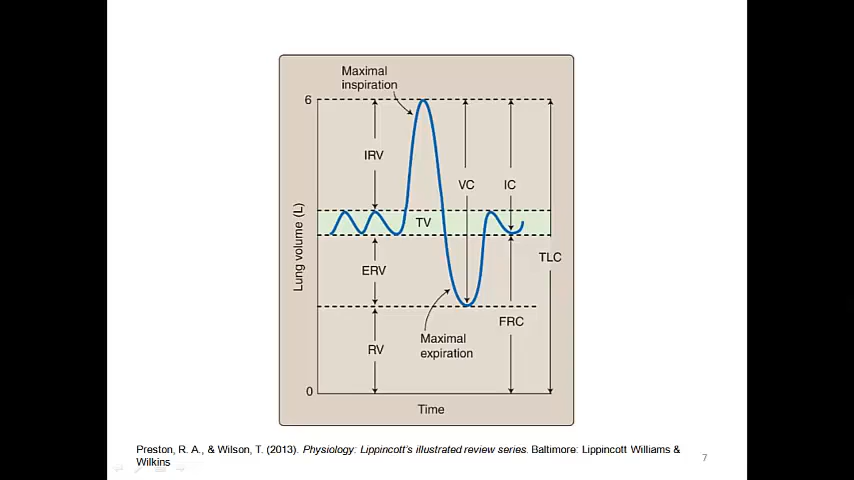 Maximal
inspiration
6
IRV
VC
IC
TV
Lung volume (L)
TLC
ERV
FRC
Maximal
expiration
RV
0
Time
Preston, R. A., & Wilson, T. (2013). Physiology: Lippincott's illustrated review series. Baltimore: Lippincott Williams &
Wilkins
7